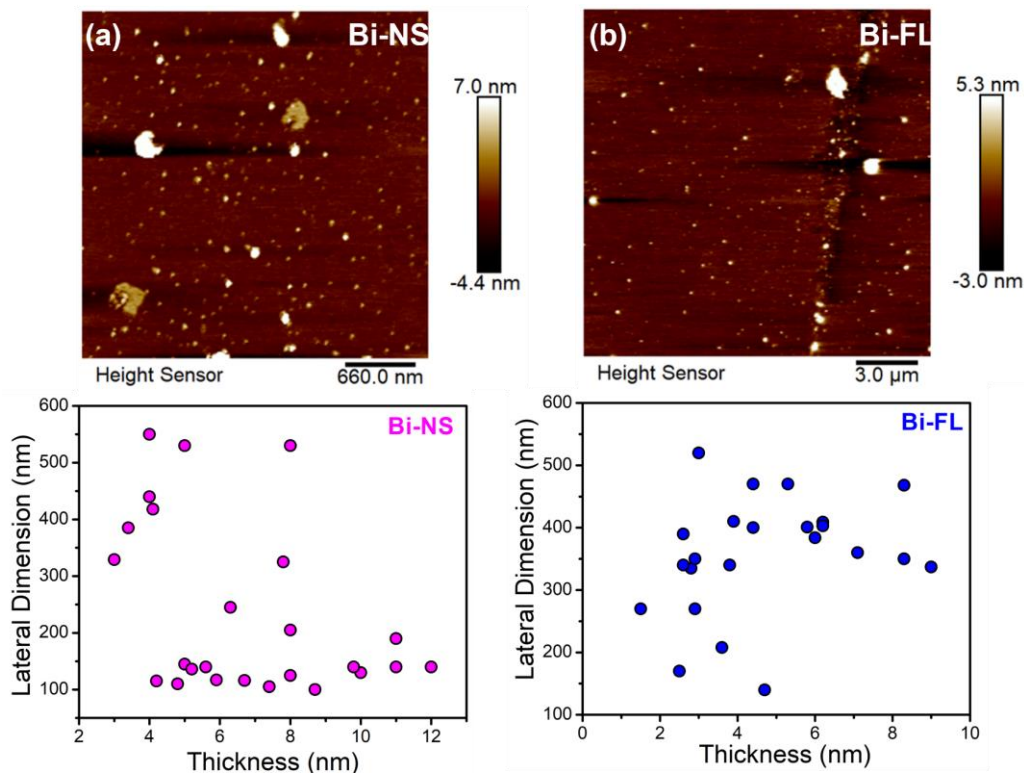 (a) Bi-NS
7.0 nm
-4.4 nm
Height Sensor
660.0 nm
(b) Bi-FL
5.3 nm
-3.0 nm
Height Sensor
3.0 µm
Bi-NS
600
500
400
300
200
100
Lateral Dimension (nm)
2 4 6 8 10 12
Thickness (nm)
Bi-FL
600
500
400
300
200
100
Lateral Dimension (nm)
0 2 4 6 8 10
Thickness (nm)